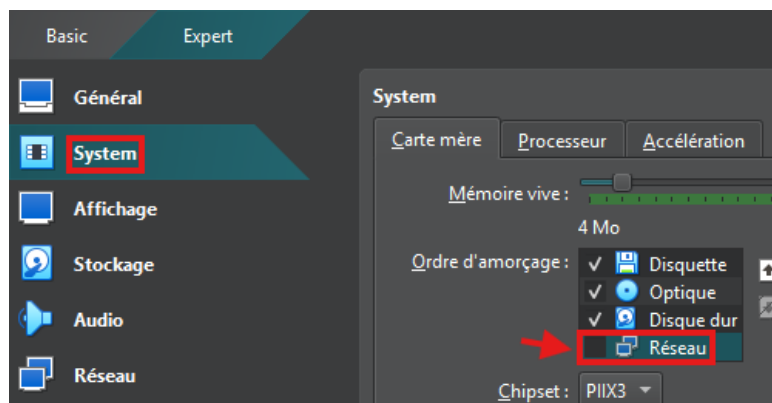 Basic Expert
Général
System
Affichage
Stockage
Audio
Réseau
System
Carte mère Processeur Accélération
Mémoire vive :
4 Mo
Ordre d'amorçage :
Disquette
Optique
Disque dur
Réseau
Chipset : PIIX3